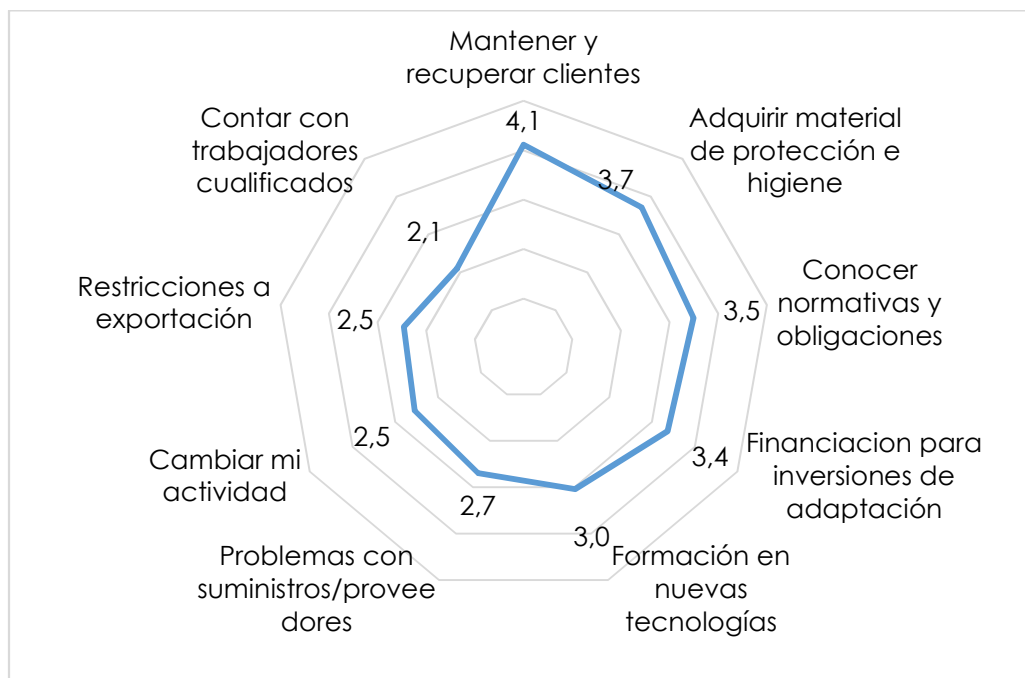 Mantener y
recuperar clientes
4,1
Adquirir material
de protección e
higiene
3,7
Conocer
normativas y
obligaciones
3,5
Financiacion para
inversiones de
adaptación
3,4
Formación en
nuevas
tecnologías
3,0
Problemas con
suministros/provee
dores
2,7
Cambiar mi
actividad
2,5
Restricciones a
exportación
2,5
Contar con
trabajadores
cualificados
2,1